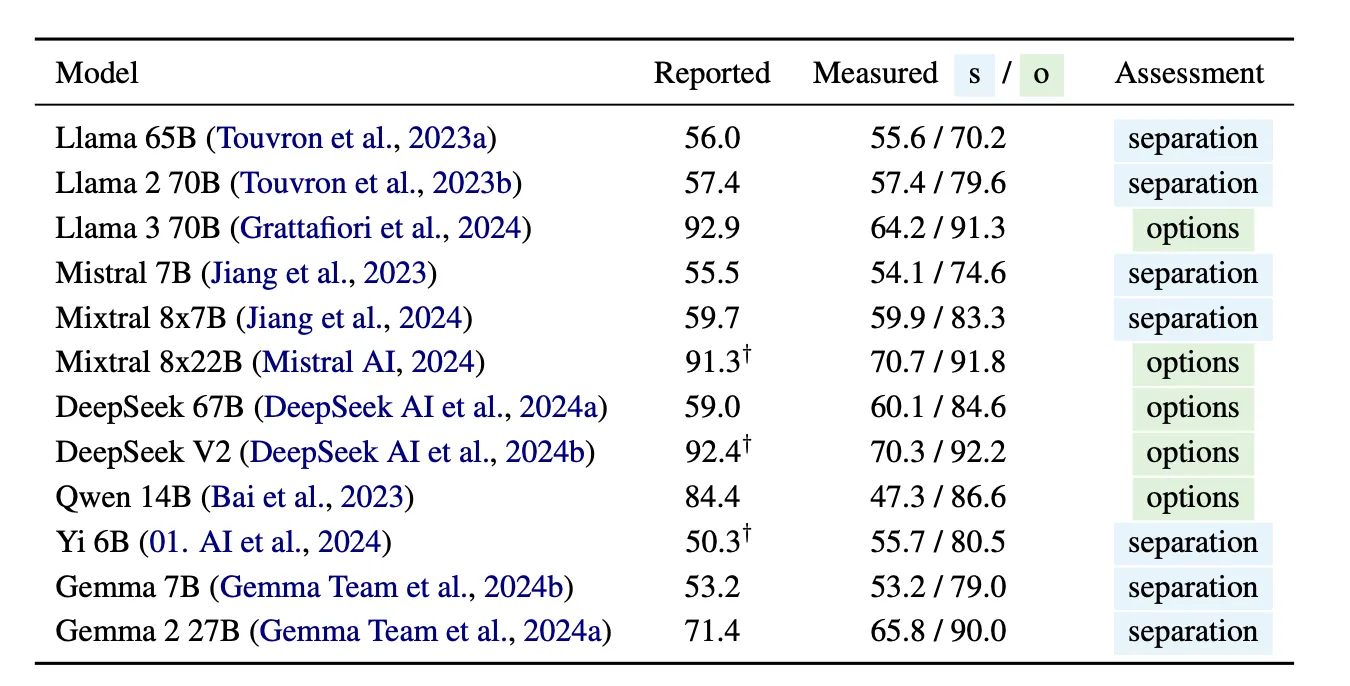 Model Reported Measured s / o Assessment
Llama 65B (Touvron et al., 2023a) 56.0 55.6 / 70.2 separation
Llama 2 70B (Touvron et al., 2023b) 57.4 57.4 / 79.6 separation
Llama 3 70B (Grattafiori et al., 2024) 92.9 64.2 / 91.3 options
Mistral 7B (Jiang et al., 2023) 55.5 54.1 / 74.6 separation
Mixtral 8x7B (Jiang et al., 2024) 59.7 59.9 / 83.3 separation
Mixtral 8x22B (Mistral AI, 2024) 91.3† 70.7 / 91.8 options
DeepSeek 67B (DeepSeek AI et al., 2024a) 59.0 60.1 / 84.6 options
DeepSeek V2 (DeepSeek AI et al., 2024b) 92.4† 70.3 / 92.2 options
Qwen 14B (Bai et al., 2023) 84.4 47.3 / 86.6 options
Yi 6B (01. AI et al., 2024) 50.3† 55.7 / 80.5 separation
Gemma 7B (Gemma Team et al., 2024b) 53.2 53.2 / 79.0 separation
Gemma 2 27B (Gemma Team et al., 2024a) 71.4 65.8 / 90.0 separation